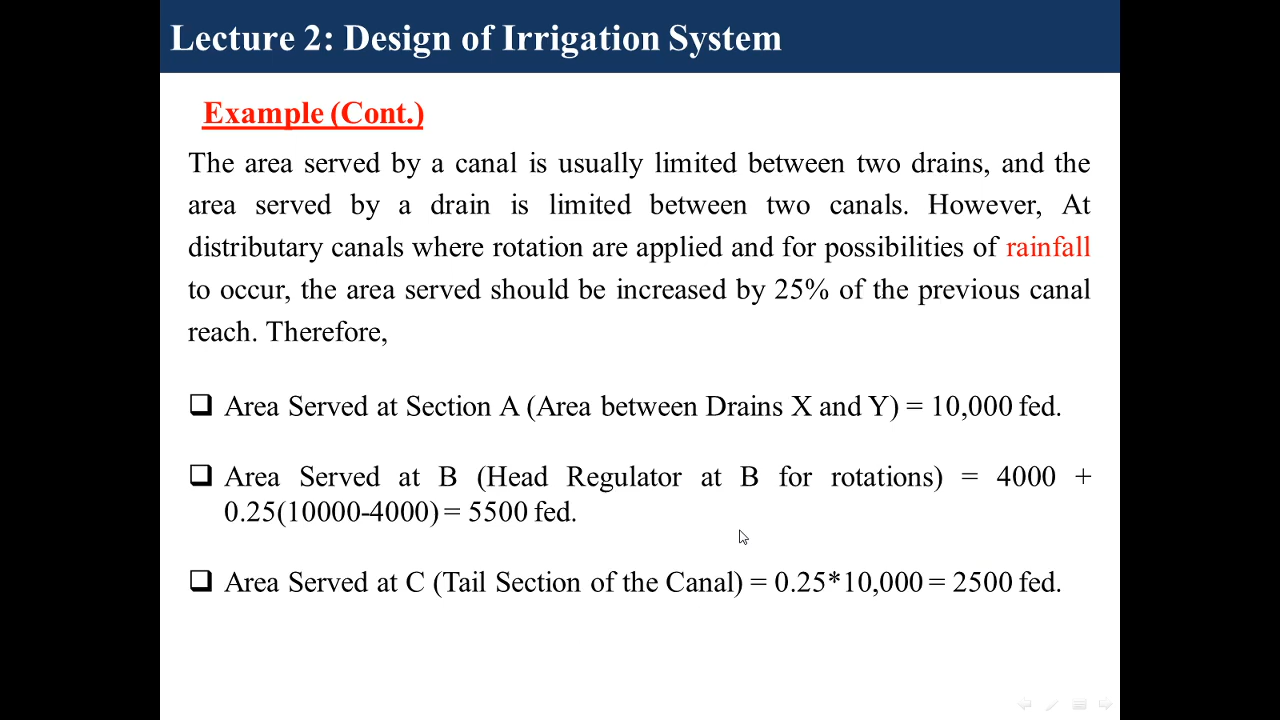 Lecture 2: Design of Irrigation System
Example (Cont.)
The area served by a canal is usually limited between two drains, and the
area served by a drain is limited between two canals. However, At
distributary canals where rotation are applied and for possibilities of rainfall
to occur, the area served should be increased by 25% of the previous canal
reach. Therefore,
❑ Area Served at Section A (Area between Drains X and Y) = 10,000 fed.
❑ Area Served at B (Head Regulator at B for rotations) = 4000 +
0.25(10000-4000) = 5500 fed.
❑ Area Served at C (Tail Section of the Canal) = 0.25*10,000 = 2500 fed.